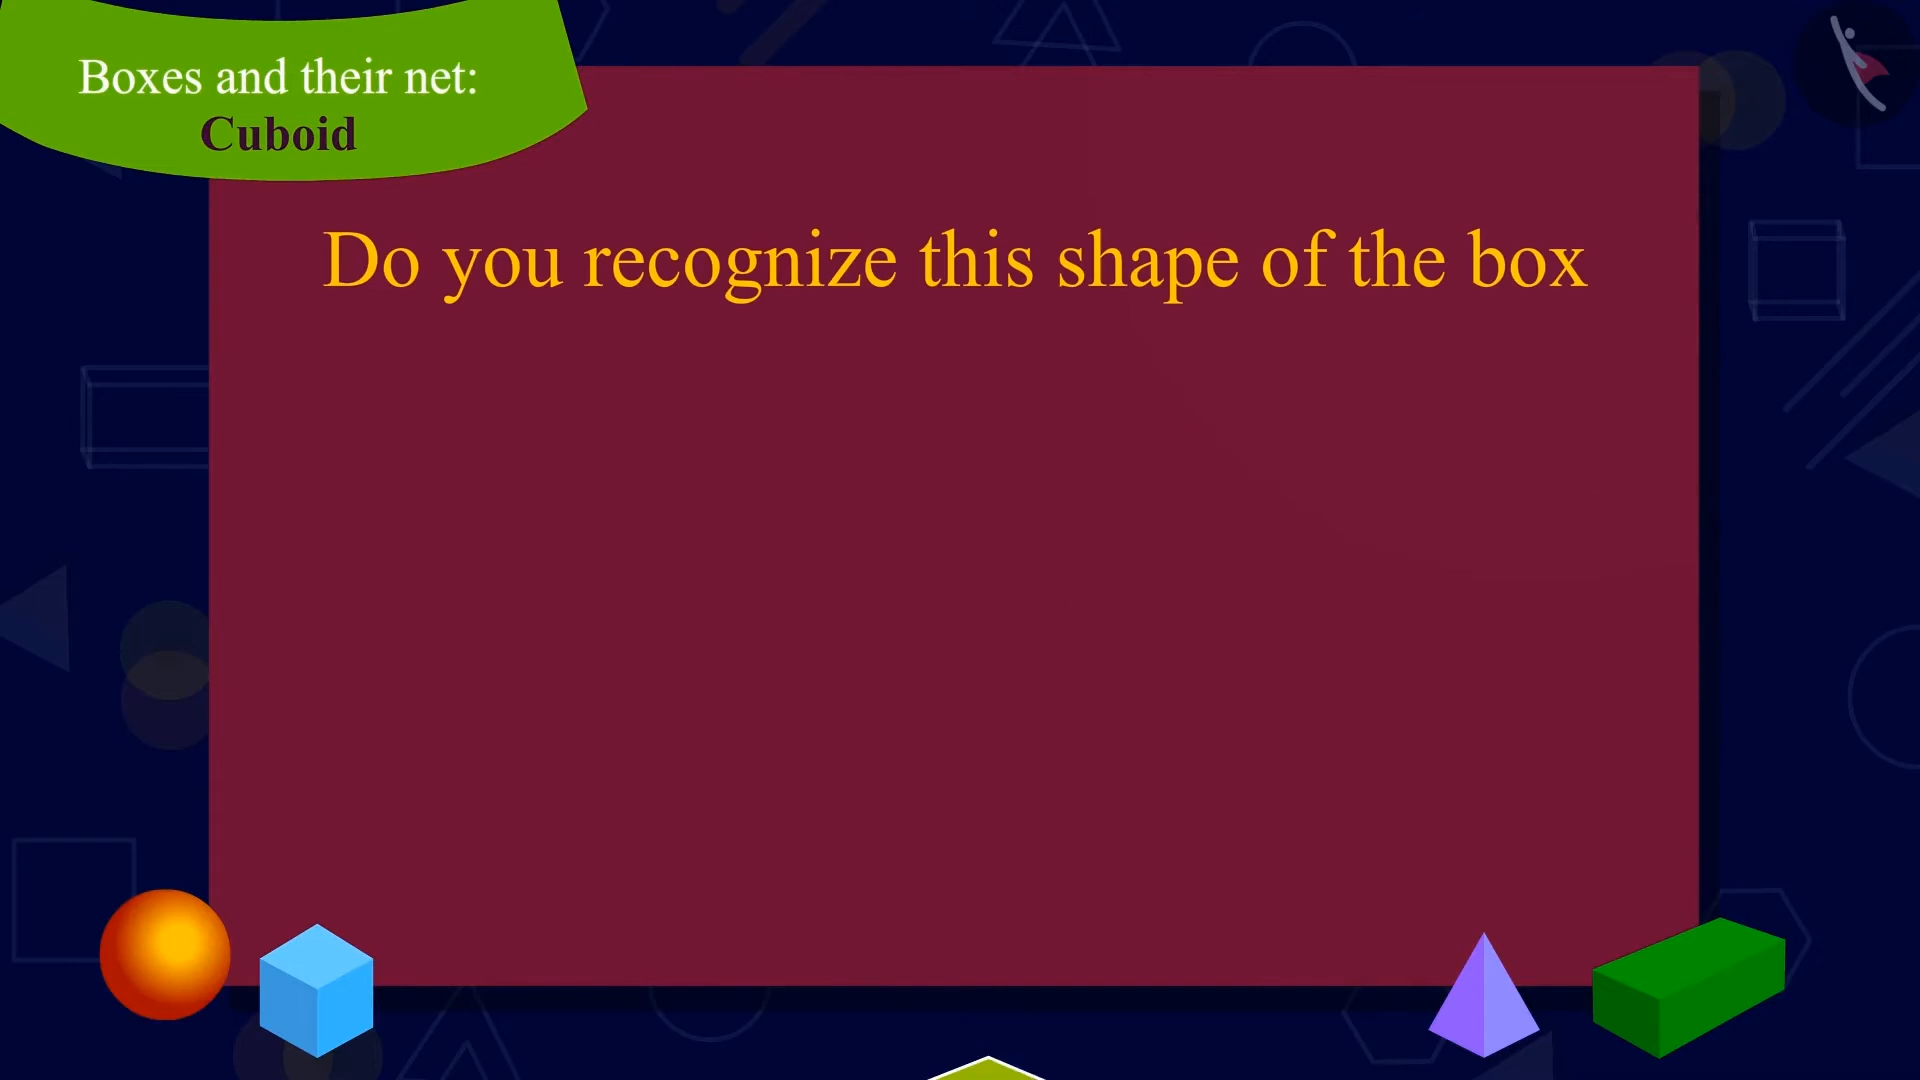 Boxes and their net:
Cuboid
Do you recognize this shape of the box